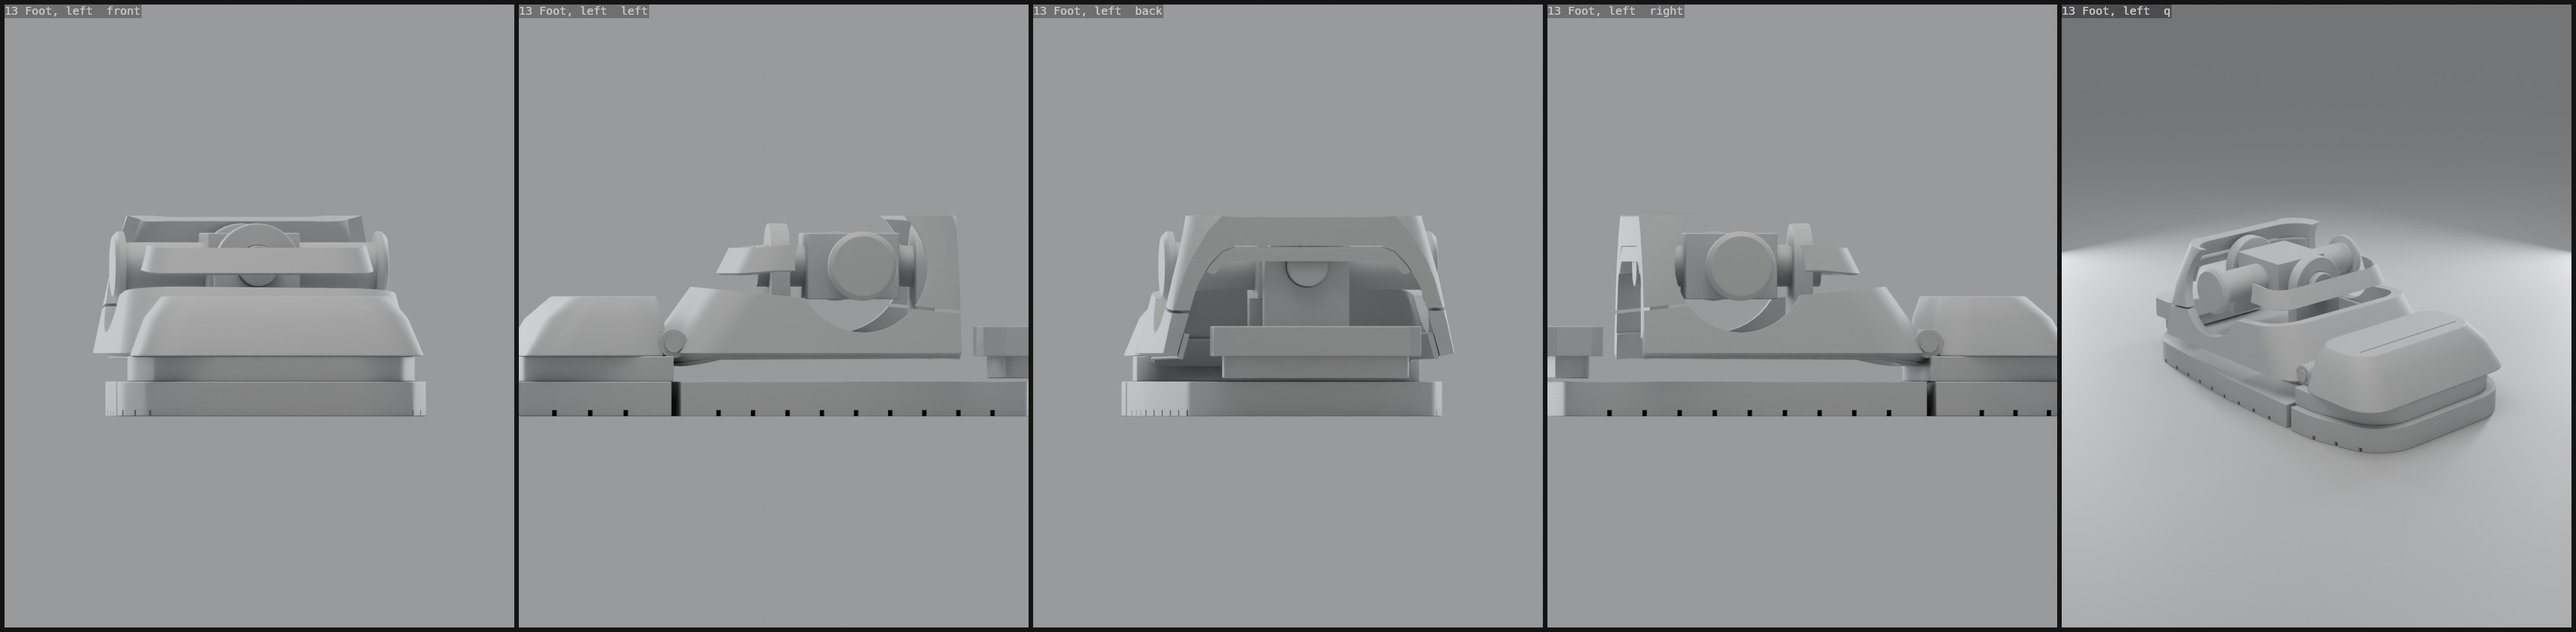 13 Foot, left  front
13 Foot, left  left
13 Foot, left  back
13 Foot, left  right
13 Foot, left  q